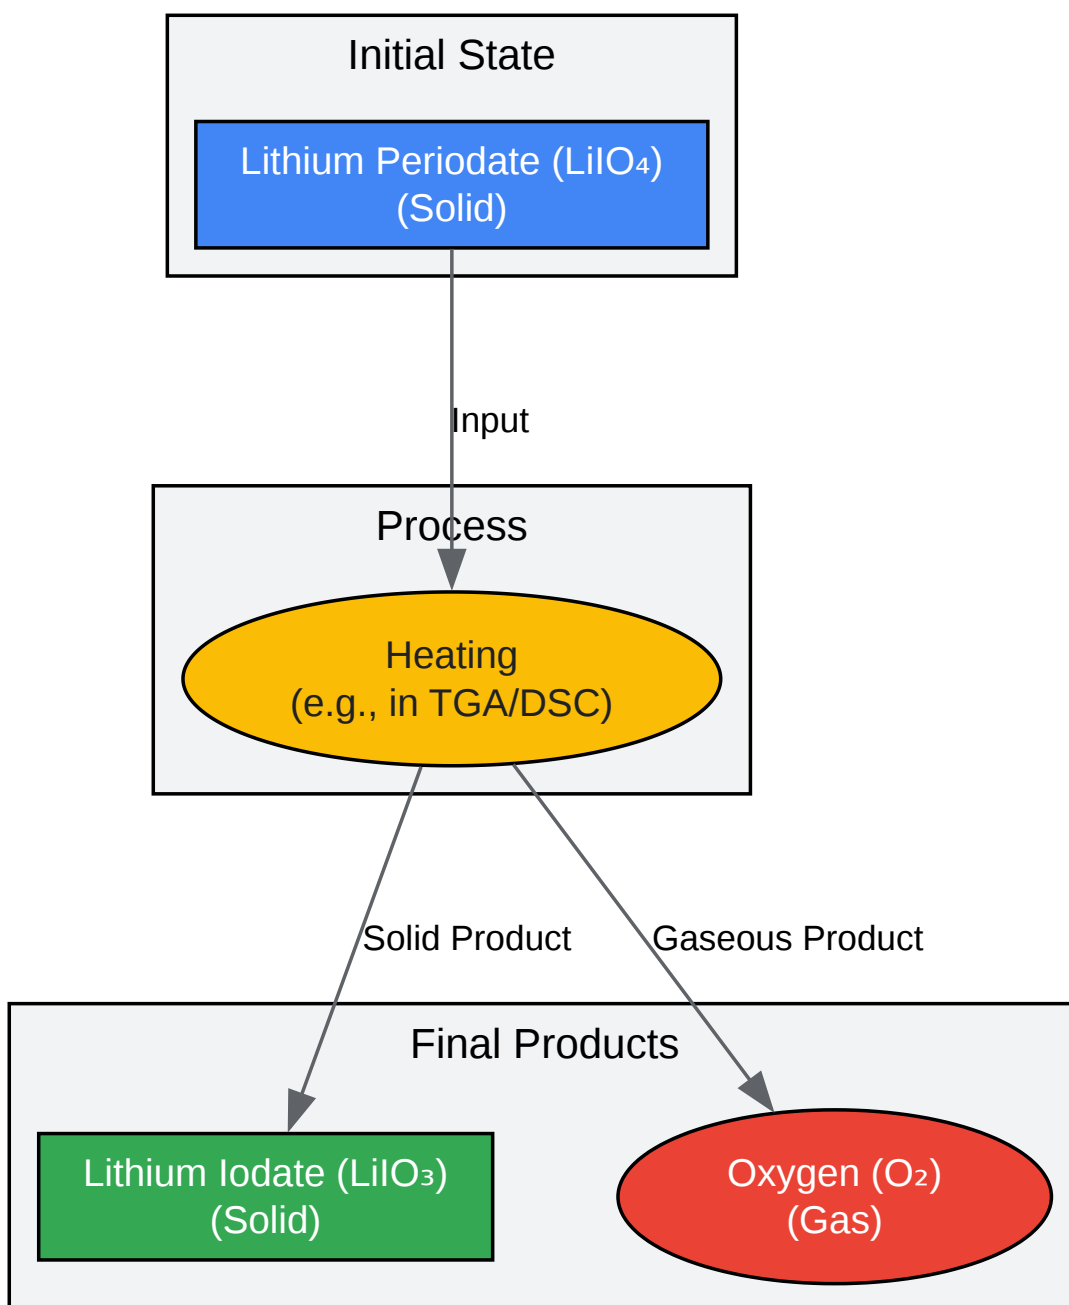 Initial State
Lithium Periodate (LiIO₄)
(Solid)
Input
Process
Heating
(e.g., in TGA/DSC)
Solid Product
Gaseous Product
Final Products
Lithium Iodate (LiIO₃)
(Solid)
Oxygen (O₂)
(Gas)